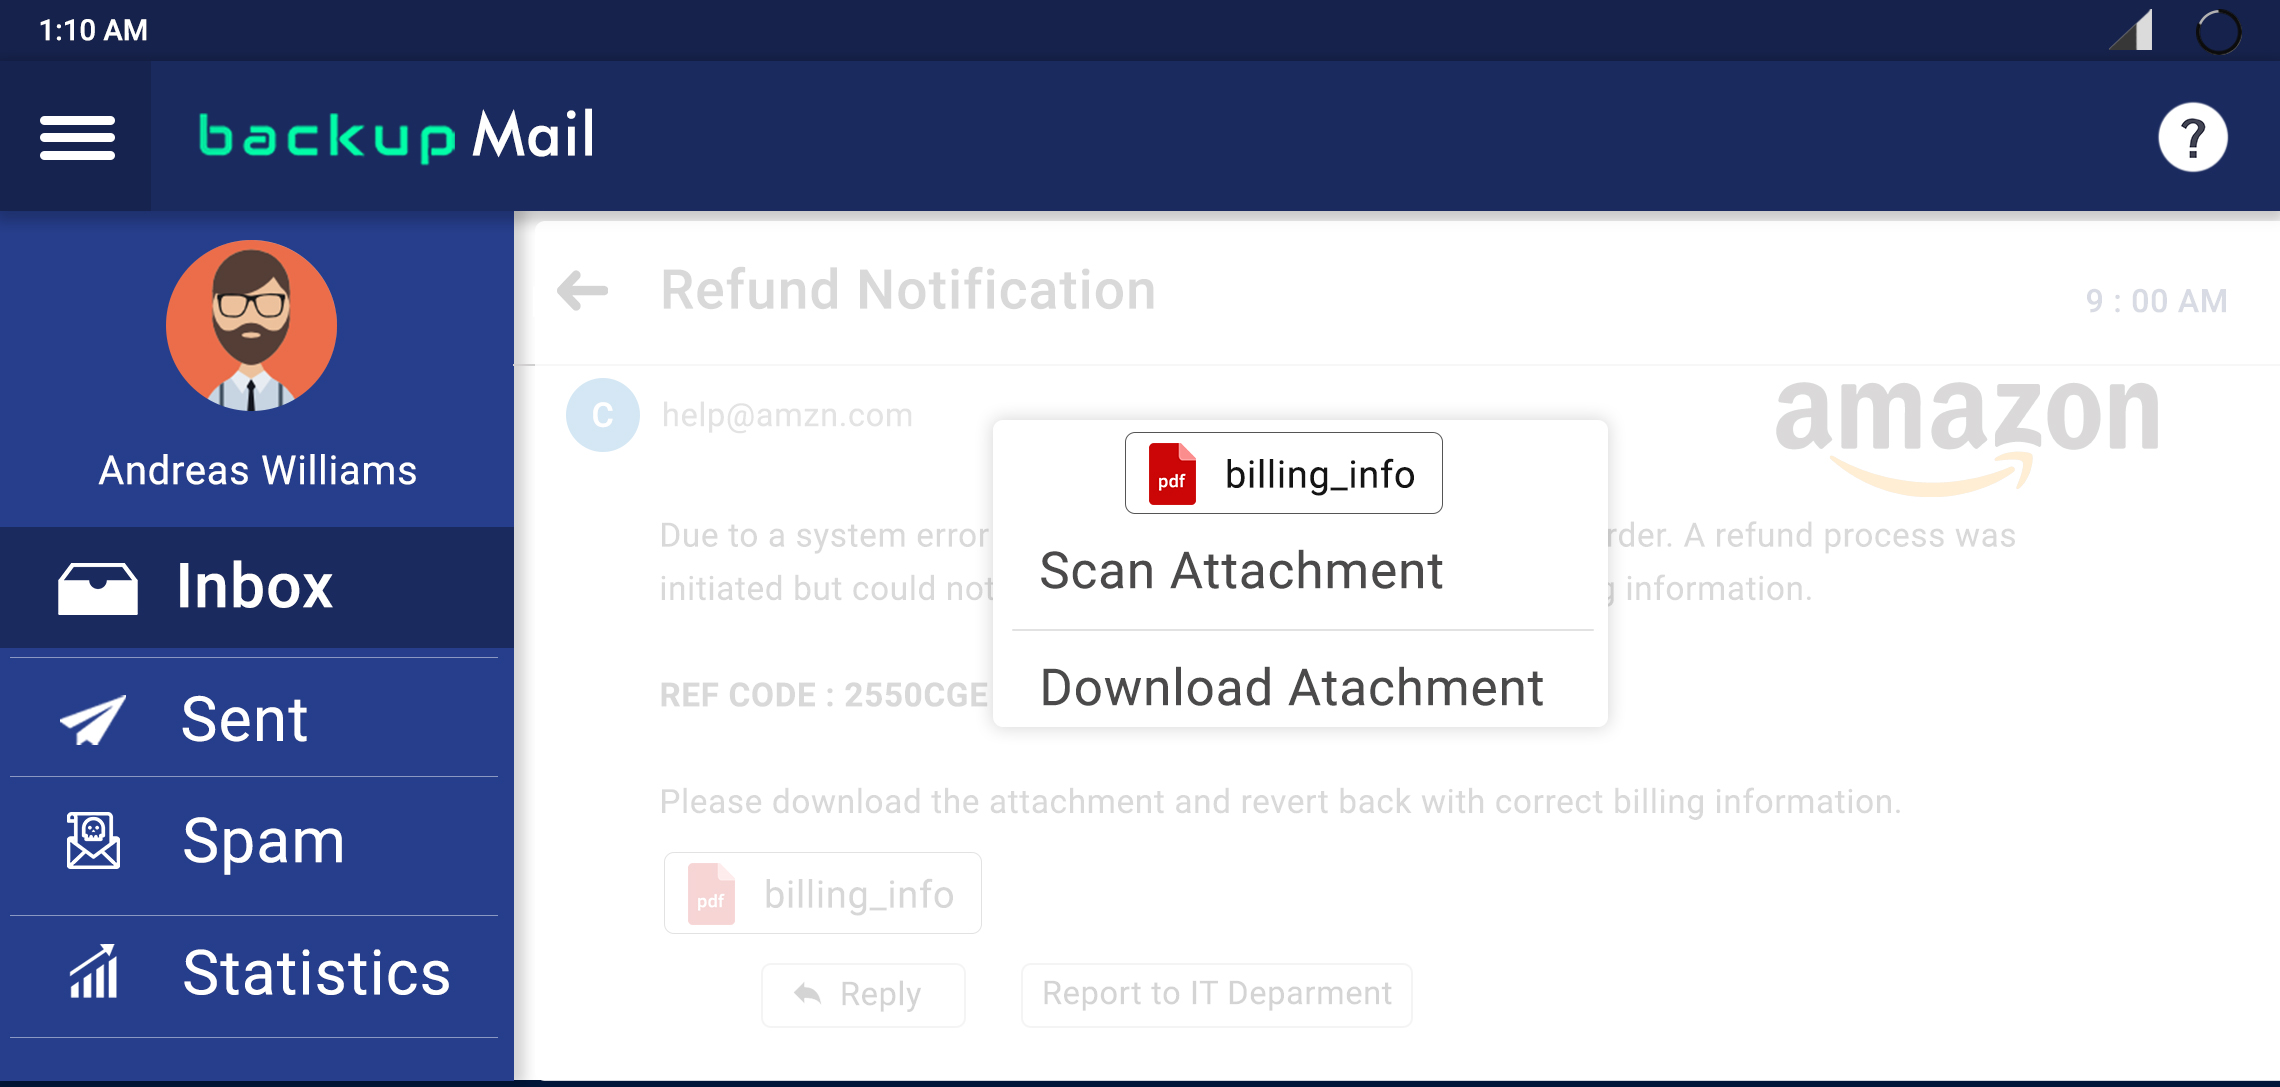 1:10 AM
backup Mail
?
Andreas Williams
Inbox
Sent
Spam
Statistics
Refund Notification
9 : 00 AM
C
help@amzn.com
amazon
Due to a system error rder. A refund process was
initiated but could not information.
REF CODE : 2550CGE
Please download the attachment and revert back with correct billing information.
pdf billing_info
Reply
Report to IT Deparment
pdf billing_info
Scan Attachment
Download Atachment